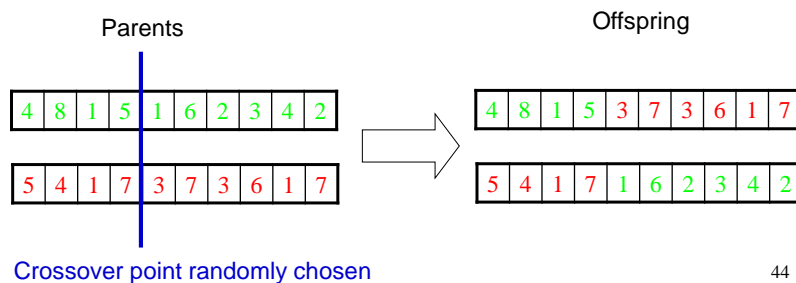 Parents
Offspring
4 8 1 5 1 6 2 3 4 2
4 8 1 5 3 7 3 6 1 7
5 4 1 7 3 7 3 6 1 7
5 4 1 7 1 6 2 3 4 2
Crossover point randomly chosen
44